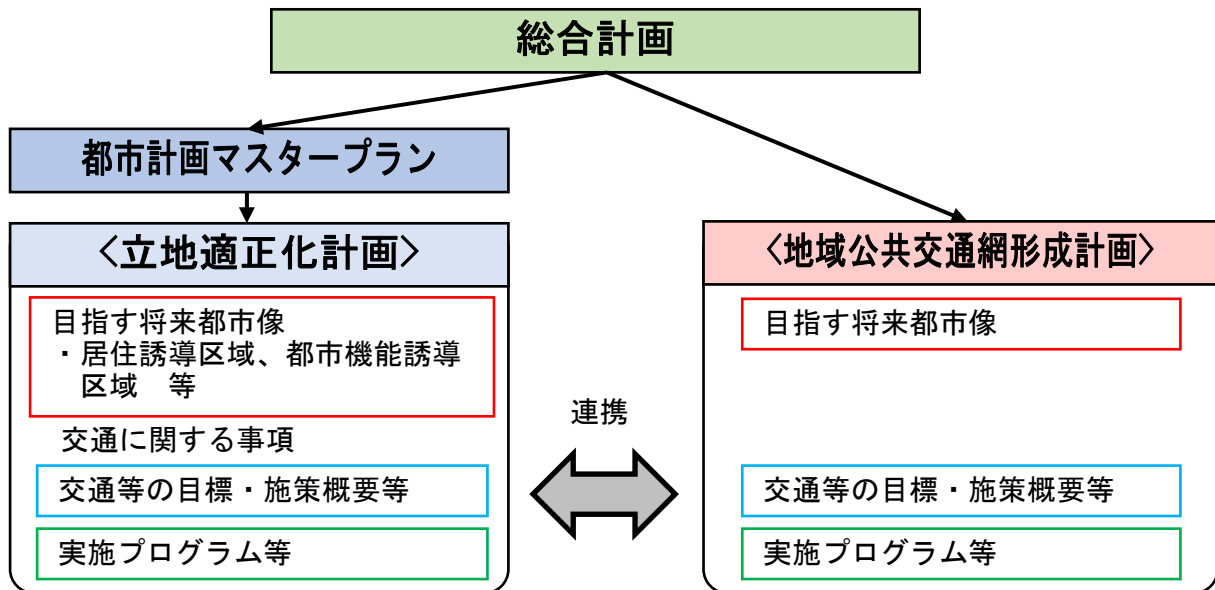 総合計画
都市計画マスタープラン
〈立地適正化計画〉
目指す将来都市像
・居住誘導区域、都市機能誘導
区域　等
交通に関する事項
交通等の目標・施策概要等
実施プログラム等
連携
〈地域公共交通網形成計画〉
目指す将来都市像
交通等の目標・施策概要等
実施プログラム等